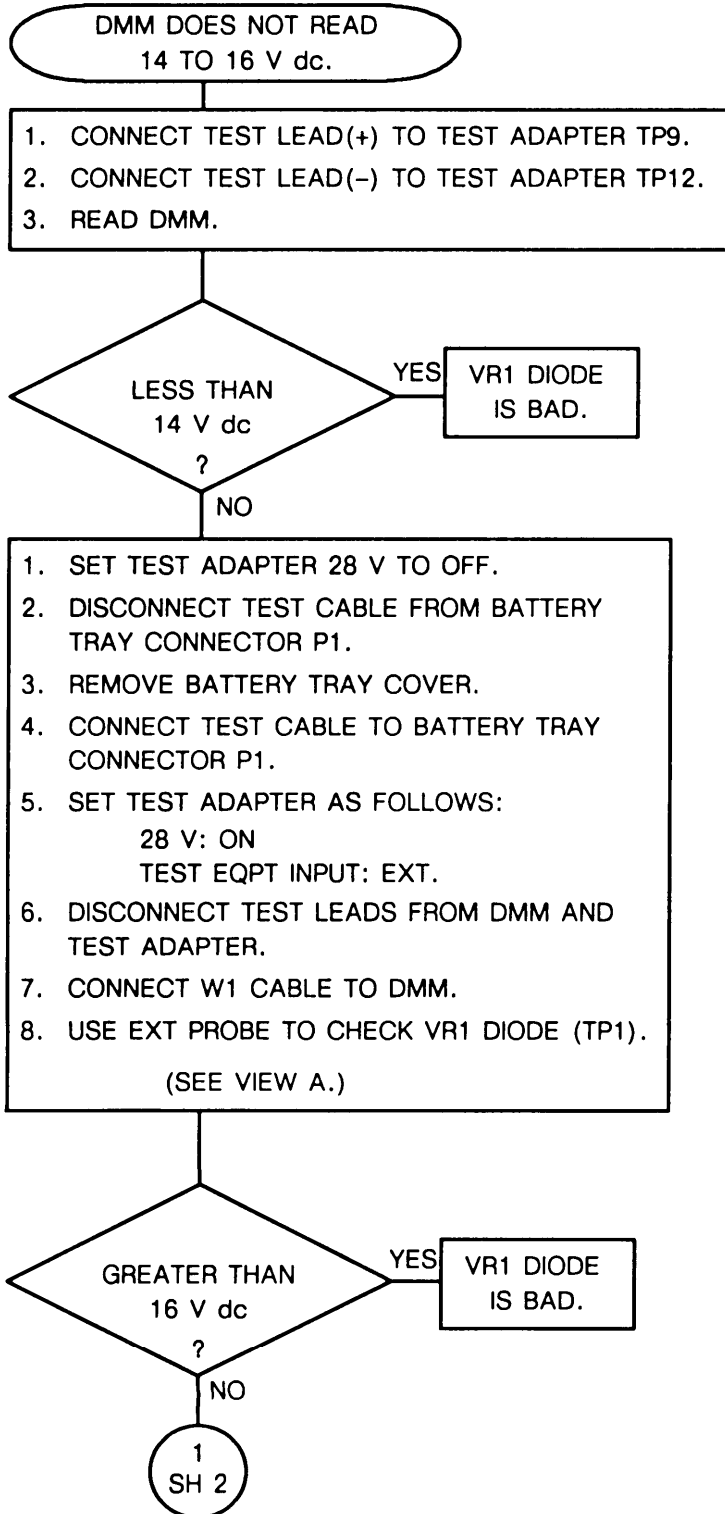 DMM DOES NOT READ
14 TO 16 V dc.
1. CONNECT TEST LEAD(+) TO TEST ADAPTER TP9.
2. CONNECT TEST LEAD(–) TO TEST ADAPTER TP12.
3. READ DMM.
LESS THAN
14 V dc
?
YES
VR1 DIODE
IS BAD.
NO
1. SET TEST ADAPTER 28 V TO OFF.
2. DISCONNECT TEST CABLE FROM BATTERY
TRAY CONNECTOR P1.
3. REMOVE BATTERY TRAY COVER.
4. CONNECT TEST CABLE TO BATTERY TRAY
CONNECTOR P1.
5. SET TEST ADAPTER AS FOLLOWS:
28 V: ON
TEST EQPT INPUT: EXT.
6. DISCONNECT TEST LEADS FROM DMM AND
TEST ADAPTER.
7. CONNECT W1 CABLE TO DMM.
8. USE EXT PROBE TO CHECK VR1 DIODE (TP1).
(SEE VIEW A.)
GREATER THAN
16 V dc
?
YES
VR1 DIODE
IS BAD.
NO
1
SH 2